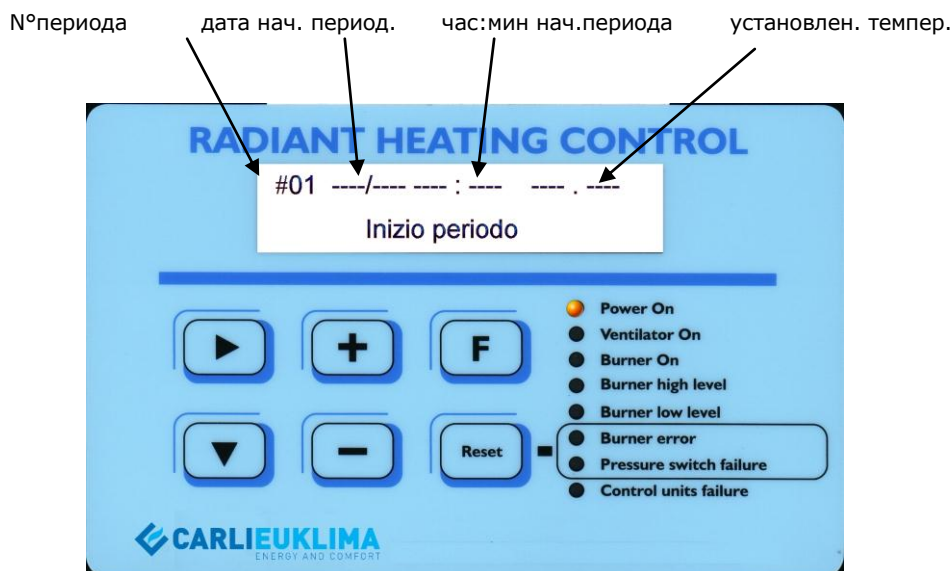 N°периода дата нач. период. час:мин нач.периода установлен. темпер.
RADIANT HEATING CONTROL
#01 ----/---- ---- : ---- ---- . ----
Inizio periodo
Power On
Ventilator On
F
Burner On
Burner high level
Burner low level
Burner error
Reset
Pressure switch failure
Control units failure
CARLIEUKLIMA
ENERGY AND COMFORT